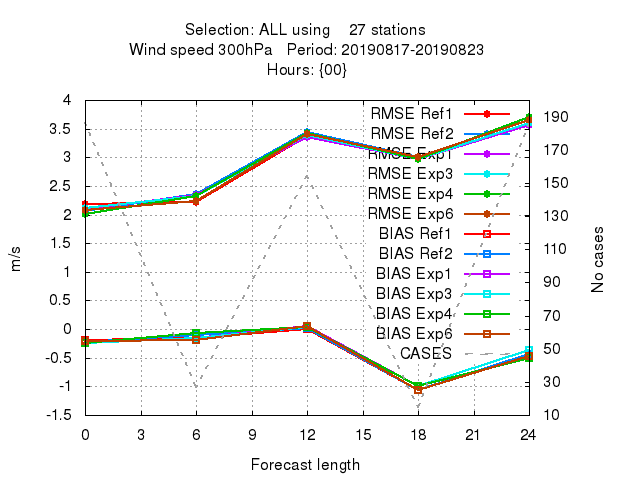 Selection: ALL using 27 stations
Wind speed 300hPa Period: 20190817-20190823
Hours: {00}
4
3.5
3
2.5
2
1.5
1
0.5
0
-0.5
-1
-1.5
m/s
RMSE Ref1
RMSE Ref2
RMSE Exp1
RMSE Exp3
RMSE Exp4
RMSE Exp6
BIAS Ref1
BIAS Ref2
BIAS Exp1
BIAS Exp3
BIAS Exp4
BIAS Exp6
CASES
190
170
150
130
110
90
70
50
30
10
No cases
0 3 6 9 12 15 18 21 24
Forecast length